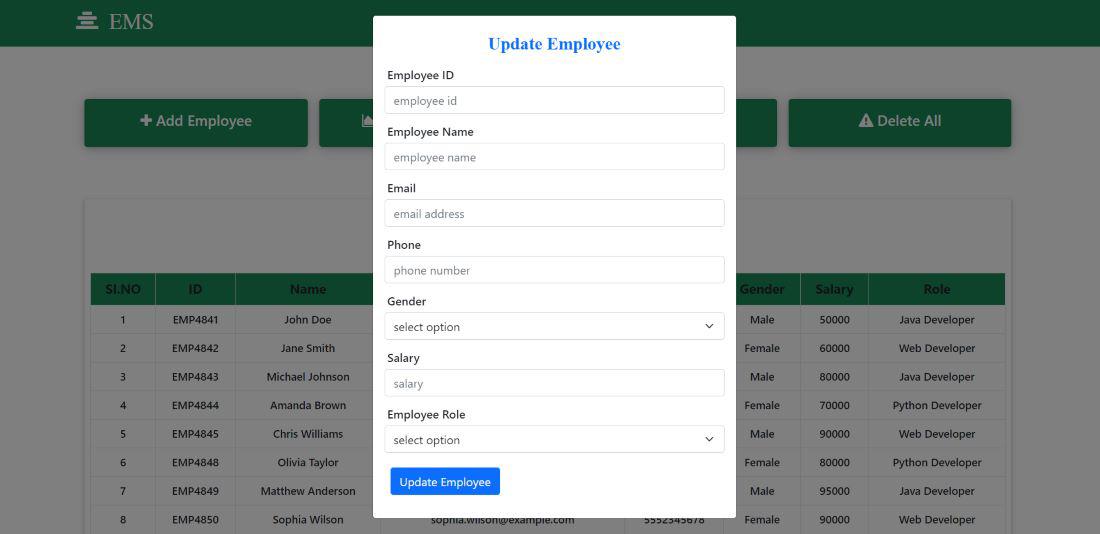 EMS
Update Employee
Employee ID
employee id
Employee Name
employee name
Email
email address
Phone
phone number
Gender
select option
Salary
salary
Employee Role
select option
Update Employee
Add Employee
Delete All
SI.NO ID Name Gender Salary Role
1 EMP4841 John Doe Male 50000 Java Developer
2 EMP4842 Jane Smith Female 60000 Web Developer
3 EMP4843 Michael Johnson Male 80000 Java Developer
4 EMP4844 Amanda Brown Female 70000 Python Developer
5 EMP4845 Chris Williams Male 90000 Web Developer
6 EMP4848 Olivia Taylor Female 80000 Python Developer
7 EMP4849 Matthew Anderson Male 95000 Java Developer
8 EMP4850 Sophia Wilson sophia.wilson@example.com 5552345678 Female 90000 Web Developer